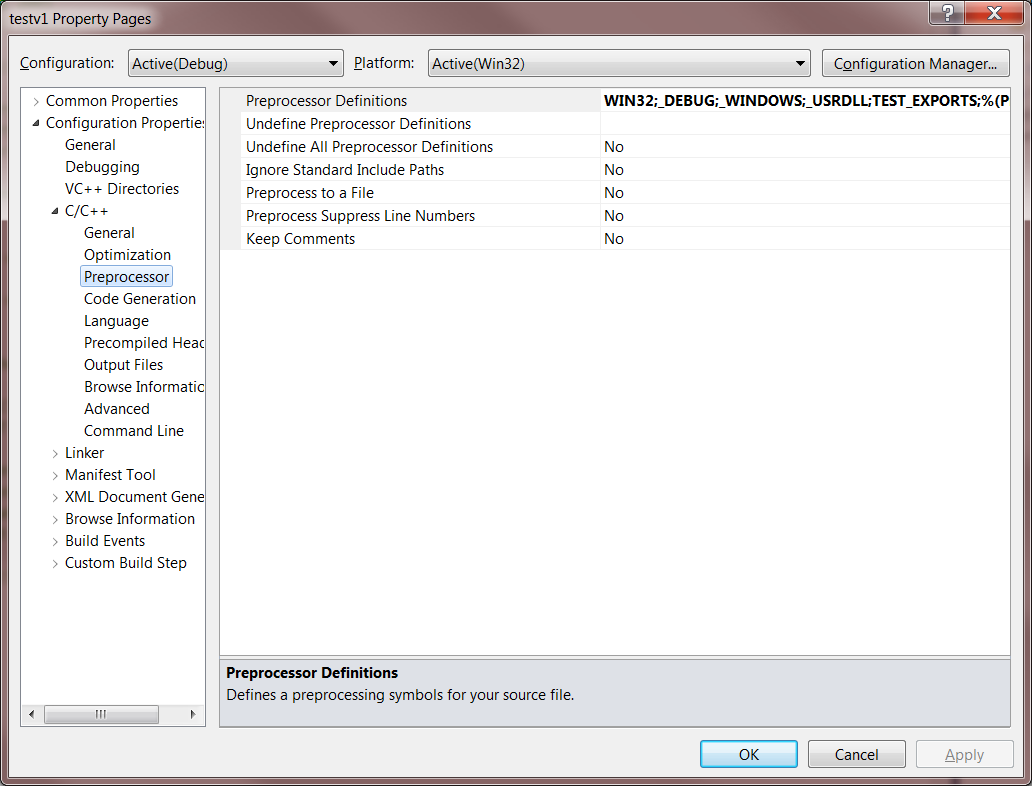 testv1 Property Pages
Configuration: Active(Debug) Platform: Active(Win32) Configuration Manager...
Common Properties
Configuration Propertie
General
Debugging
VC++ Directories
C/C++
General
Optimization
Preprocessor
Code Generation
Language
Precompiled Head
Output Files
Browse Informatic
Advanced
Command Line
Linker
Manifest Tool
XML Document Gene
Browse Information
Build Events
Custom Build Step
Preprocessor Definitions WIN32;_DEBUG;_WINDOWS;_USRDLL;TEST_EXPORTS;%(P
Undefine Preprocessor Definitions
Undefine All Preprocessor Definitions No
Ignore Standard Include Paths No
Preprocess to a File No
Preprocess Suppress Line Numbers No
Keep Comments No
Preprocessor Definitions
Defines a preprocessing symbols for your source file.
OK Cancel Apply